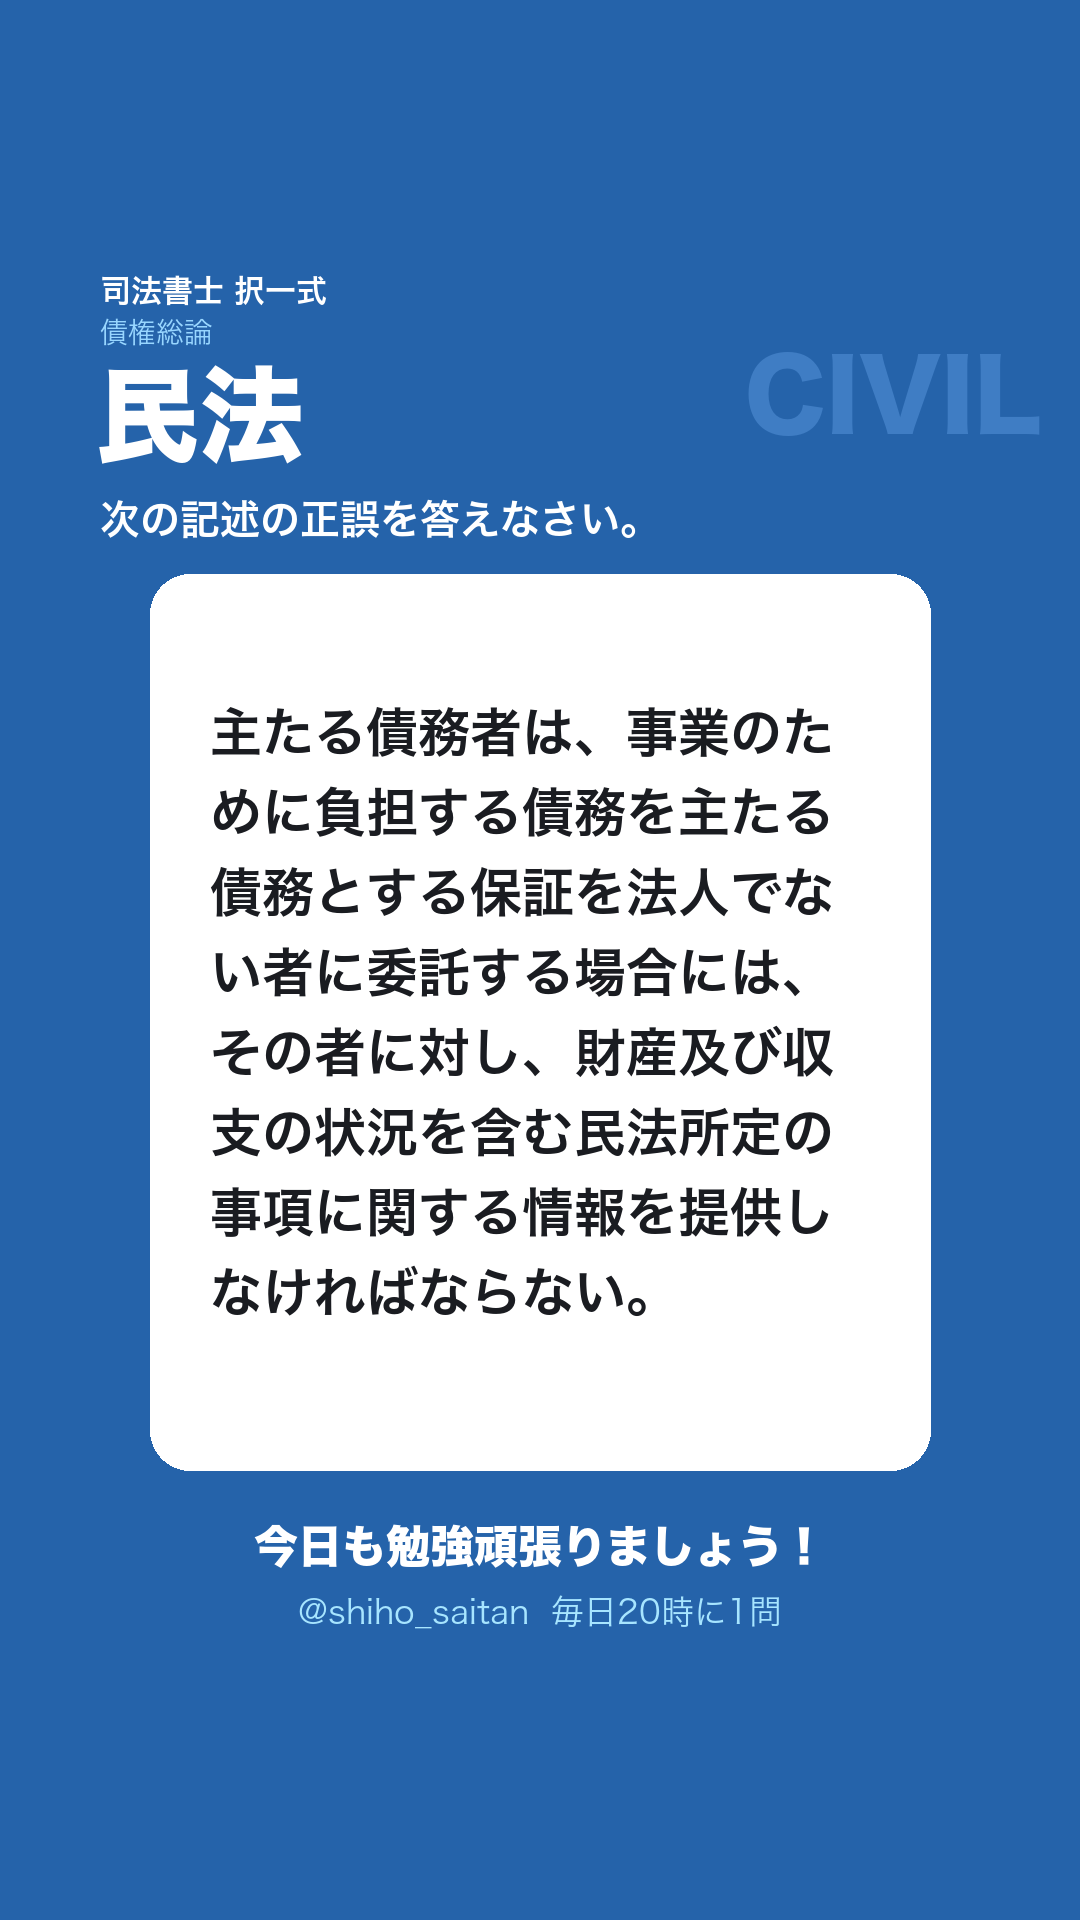 司法書士 択一式
債権総論
民法
CIVIL
次の記述の正誤を答えなさい。
主たる債務者は、事業のた
めに負担する債務を主たる
債務とする保証を法人でな
い者に委託する場合には、
その者に対し、財産及び収
支の状況を含む民法所定の
事項に関する情報を提供し
なければならない。
今日も勉強頑張りましょう！
@shiho_saitan 毎日20時に1問